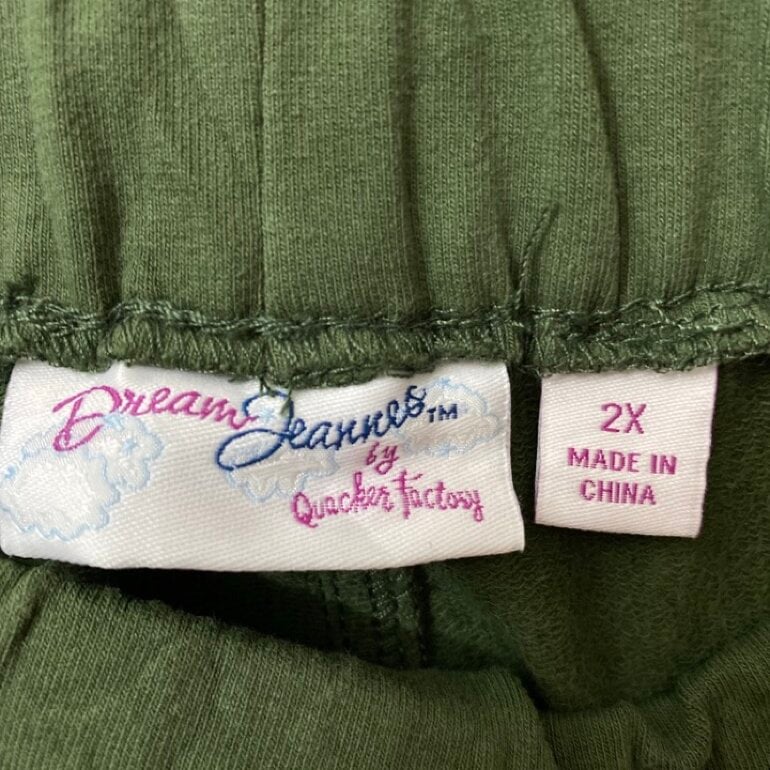 Dream Jeannes™
by
Quacker Factory
2X
MADE IN
CHINA